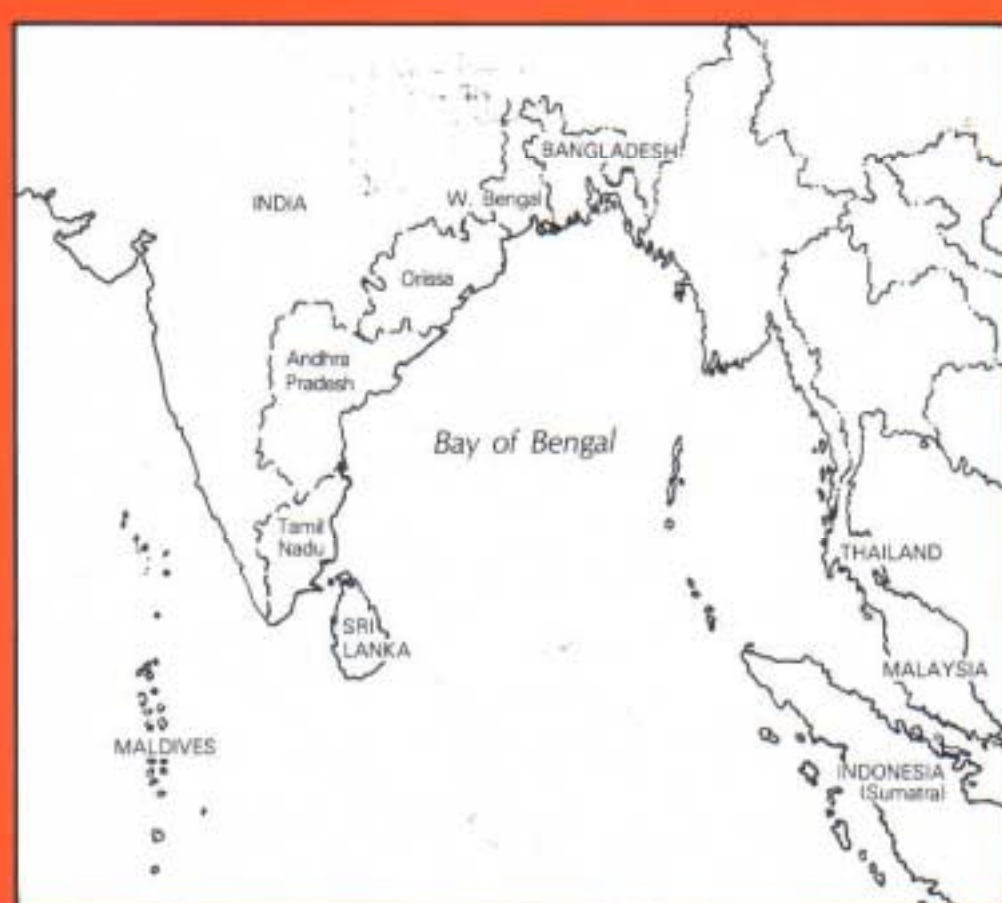 BANGLADESH
INDIA
W. Bengal
Orissa
Andhra
Pradesh
Bay of Bengal
Tamil
Nadu
THAILAND
SRI
LANKA
MALAYSIA
MALDIVES
INDONESIA
(Sumatra)